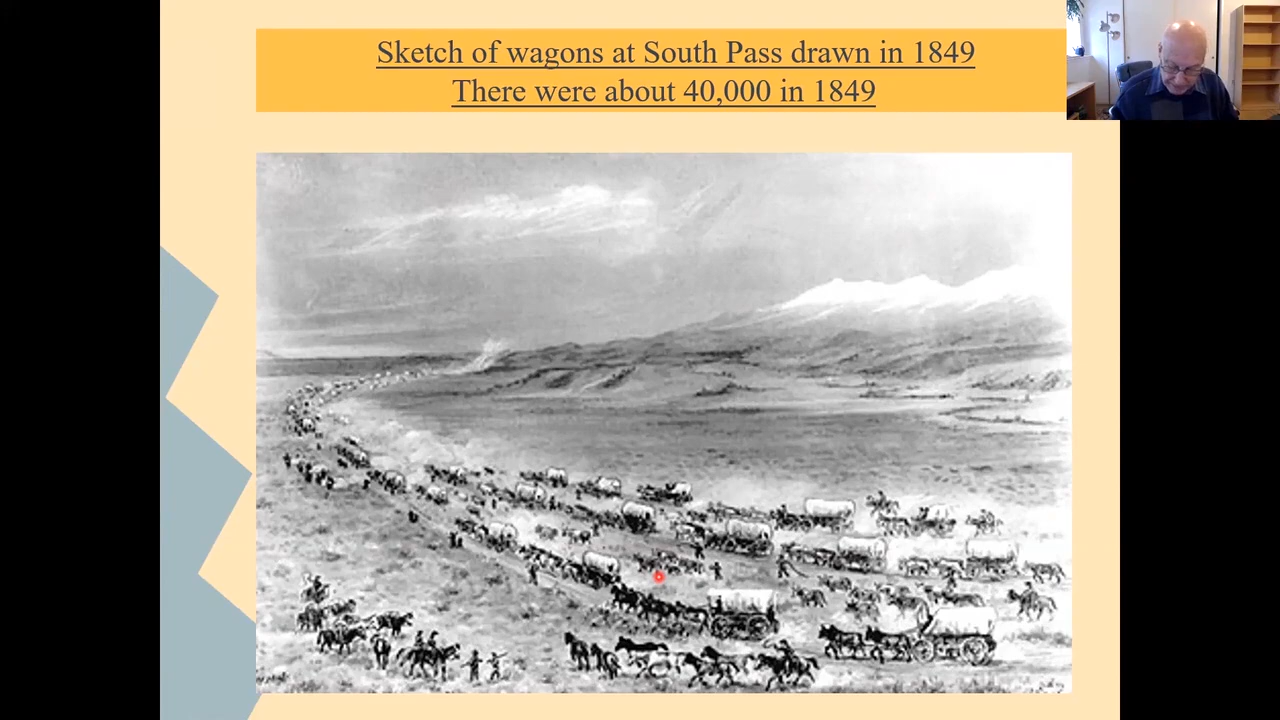 Sketch of wagons at South Pass drawn in 1849
There were about 40,000 in 1849